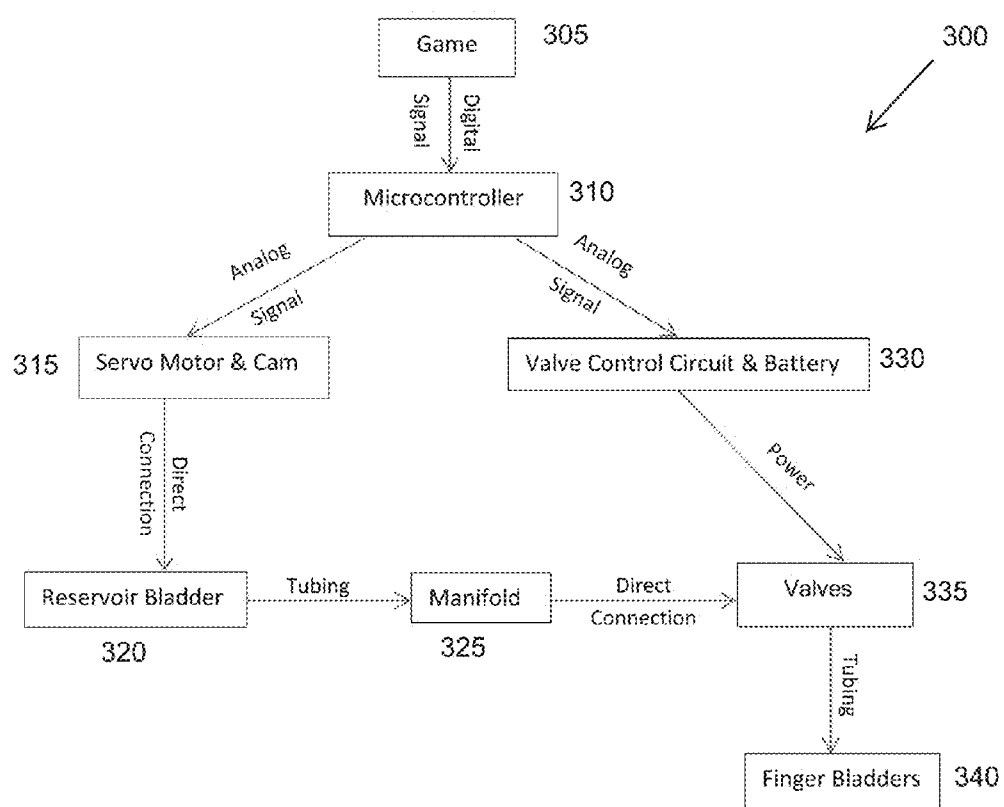 Game
305
300
Digital
Signal
Microcontroller
310
Analog
Signal
Analog
Signal
315
Servo Motor & Cam
Valve Control Circuit & Battery
330
Direct
Connection
Power
Reservoir Bladder
Tubing
Manifold
Direct
Connection
Valves
335
320
325
Tubing
Finger Bladders
340